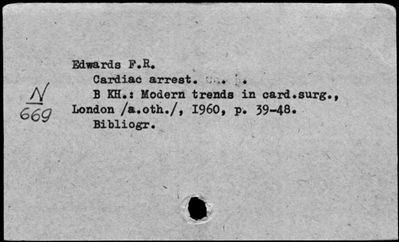 Edwards F.R.
Cardiac arrest.
B KH.: Modern trends in card.surg.,
London /a.oth./, 1960, p. 39-48.
Bibliogr.
N
669